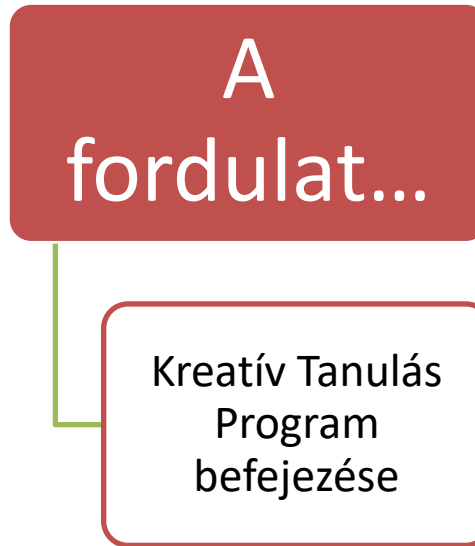 A
fordulat…
Kreatív Tanulás
Program
befejezése